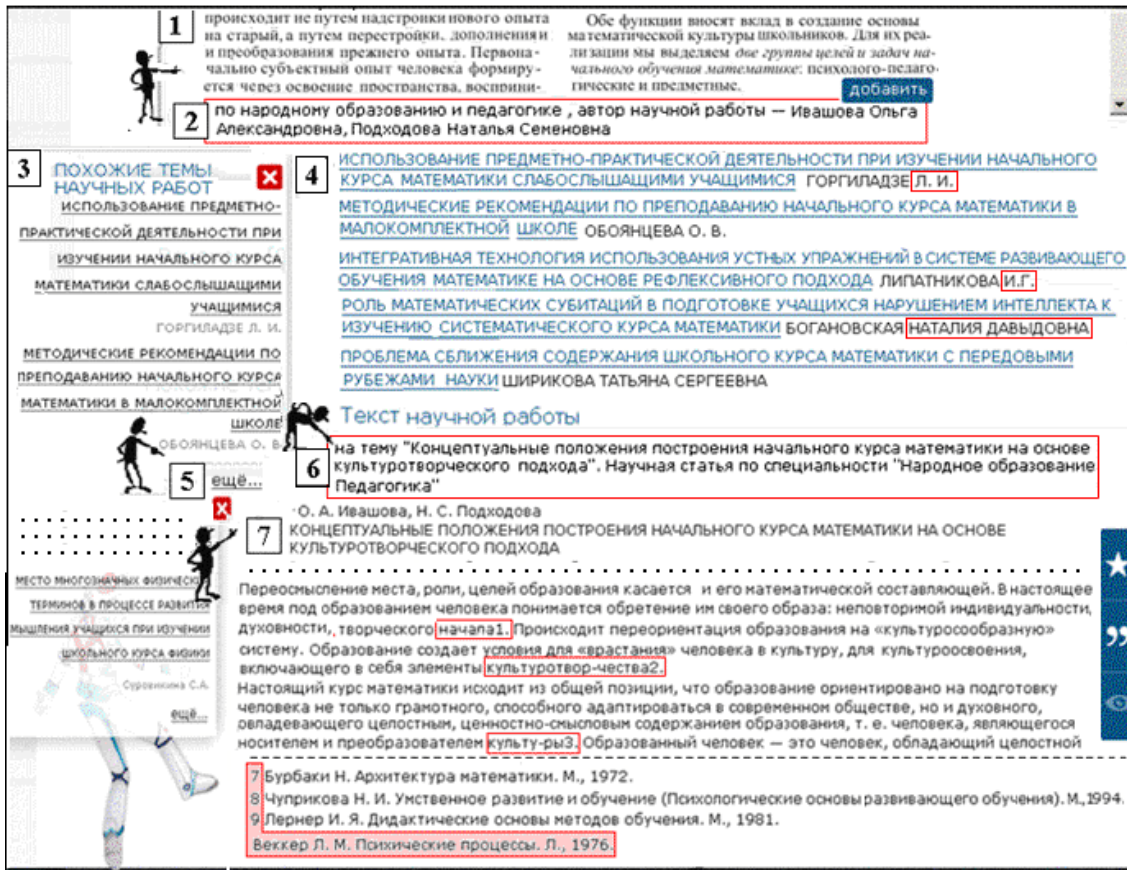 1
происходит не путем надстройки нового опыта
на старый, а путем перестройки, дополнения и
и преобразования прежнего опыта. Первона-
чально субъектный опыт человека формиру-
ется через освоение пространства, восприни-
Обе функции вносят вклад в создание основы
математической культуры школьников. Для их реа-
лизации мы выделяем две группы целей и задач на-
чального обучения математике: психолого-педаго-
гические и предметные.
добавить
2
по народному образованию и педагогике , автор научной работы — Ивашова Ольга
Александровна, Подходова Наталья Семеновна
3
ПОХОЖИЕ ТЕМЫ
НАУЧНЫХ РАБОТ
ИСПОЛЬЗОВАНИЕ ПРЕДМЕТНО-
ПРАКТИЧЕСКОЙ ДЕЯТЕЛЬНОСТИ ПРИ
ИЗУЧЕНИИ НАЧАЛЬНОГО КУРСА
МАТЕМАТИКИ СЛАБОСЛЫШАЩИМИ
УЧАЩИМИСЯ
ГОРГИЛАДЗЕ Л. И.
МЕТОДИЧЕСКИЕ РЕКОМЕНДАЦИИ ПО
ПРЕПОДАВАНИЮ НАЧАЛЬНОГО КУРСА
МАТЕМАТИКИ В МАЛОКОМПЛЕКТНОЙ
ШКОЛЕ
ОБОЯНЦЕВА О. В.
5
ещё...
4
ИСПОЛЬЗОВАНИЕ ПРЕДМЕТНО-ПРАКТИЧЕСКОЙ ДЕЯТЕЛЬНОСТИ ПРИ ИЗУЧЕНИИ НАЧАЛЬНОГО
КУРСА МАТЕМАТИКИ СЛАБОСЛЫШАЩИМИ УЧАЩИМИСЯ ГОРГИЛАДЗЕ Л. И.
МЕТОДИЧЕСКИЕ РЕКОМЕНДАЦИИ ПО ПРЕПОДАВАНИЮ НАЧАЛЬНОГО КУРСА МАТЕМАТИКИ В
МАЛОКОМПЛЕКТНОЙ ШКОЛЕ ОБОЯНЦЕВА О. В.
ИНТЕГРАТИВНАЯ ТЕХНОЛОГИЯ ИСПОЛЬЗОВАНИЯ УСТНЫХ УПРАЖНЕНИЙ В СИСТЕМЕ РАЗВИВАЮЩЕГО
ОБУЧЕНИЯ МАТЕМАТИКЕ НА ОСНОВЕ РЕФЛЕКСИВНОГО ПОДХОДА ЛИПАТНИКОВА И.Г.
РОЛЬ МАТЕМАТИЧЕСКИХ СУБИТАЦИЙ В ПОДГОТОВКЕ УЧАЩИХСЯ НАРУШЕНИЕМ ИНТЕЛЛЕКТА К
ИЗУЧЕНИЮ СИСТЕМАТИЧЕСКОГО КУРСА МАТЕМАТИКИ БОГАНОВСКАЯ НАТАЛИЯ ДАВЫДОВНА
ПРОБЛЕМА СБЛИЖЕНИЯ СОДЕРЖАНИЯ ШКОЛЬНОГО КУРСА МАТЕМАТИКИ С ПЕРЕДОВЫМИ
РУБЕЖАМИ НАУКИ ШИРИКОВА ТАТЬЯНА СЕРГЕЕВНА
Текст научной работы
6
на тему "Концептуальные положения построения начального курса математики на основе
культуротворческого подхода". Научная статья по специальности "Народное образование
Педагогика"
7
О. А. Ивашова, Н. С. Подходова
КОНЦЕПТУАЛЬНЫЕ ПОЛОЖЕНИЯ ПОСТРОЕНИЯ НАЧАЛЬНОГО КУРСА МАТЕМАТИКИ НА ОСНОВЕ
КУЛЬТУРОТВОРЧЕСКОГО ПОДХОДА
МЕСТО МНОГОЗНАЧНЫХ ФИЗИЧЕСКИХ
ТЕРМИНОВ В ПРОЦЕССЕ РАЗВИТИЯ
МЫШЛЕНИЯ УЧАЩИХСЯ ПРИ ИЗУЧЕНИИ
ШКОЛЬНОГО КУРСА ФИЗИКИ
Суровикина С.А.
ещё...
Переосмысление места, роли, целей образования касается и его математической составляющей. В настоящее
время под образованием человека понимается обретение им своего образа: неповторимой индивидуальности,
духовности, творческого начала1. Происходит переориентация образования на «культуросообразную»
систему. Образование создает условия для «врастания» человека в культуру, для культуроосвоения,
включающего в себя элементы культуротвор-чества2.
Настоящий курс математики исходит из общей позиции, что образование ориентировано на подготовку
человека не только грамотного, способного адаптироваться в современном обществе, но и духовного,
овладевающего целостным, ценностно-смысловым содержанием образования, т. е. человека, являющегося
носителем и преобразователем культу-ры3. Образованный человек — это человек, обладающий целостной
7 Бурбаки Н. Архитектура математики. М., 1972.
8 Чуприкова Н. И. Умственное развитие и обучение (Психологические основы развивающего обучения). М.,1994.
9 Лернер И. Я. Дидактические основы методов обучения. М., 1981.
Веккер Л. М. Психические процессы. Л., 1976.